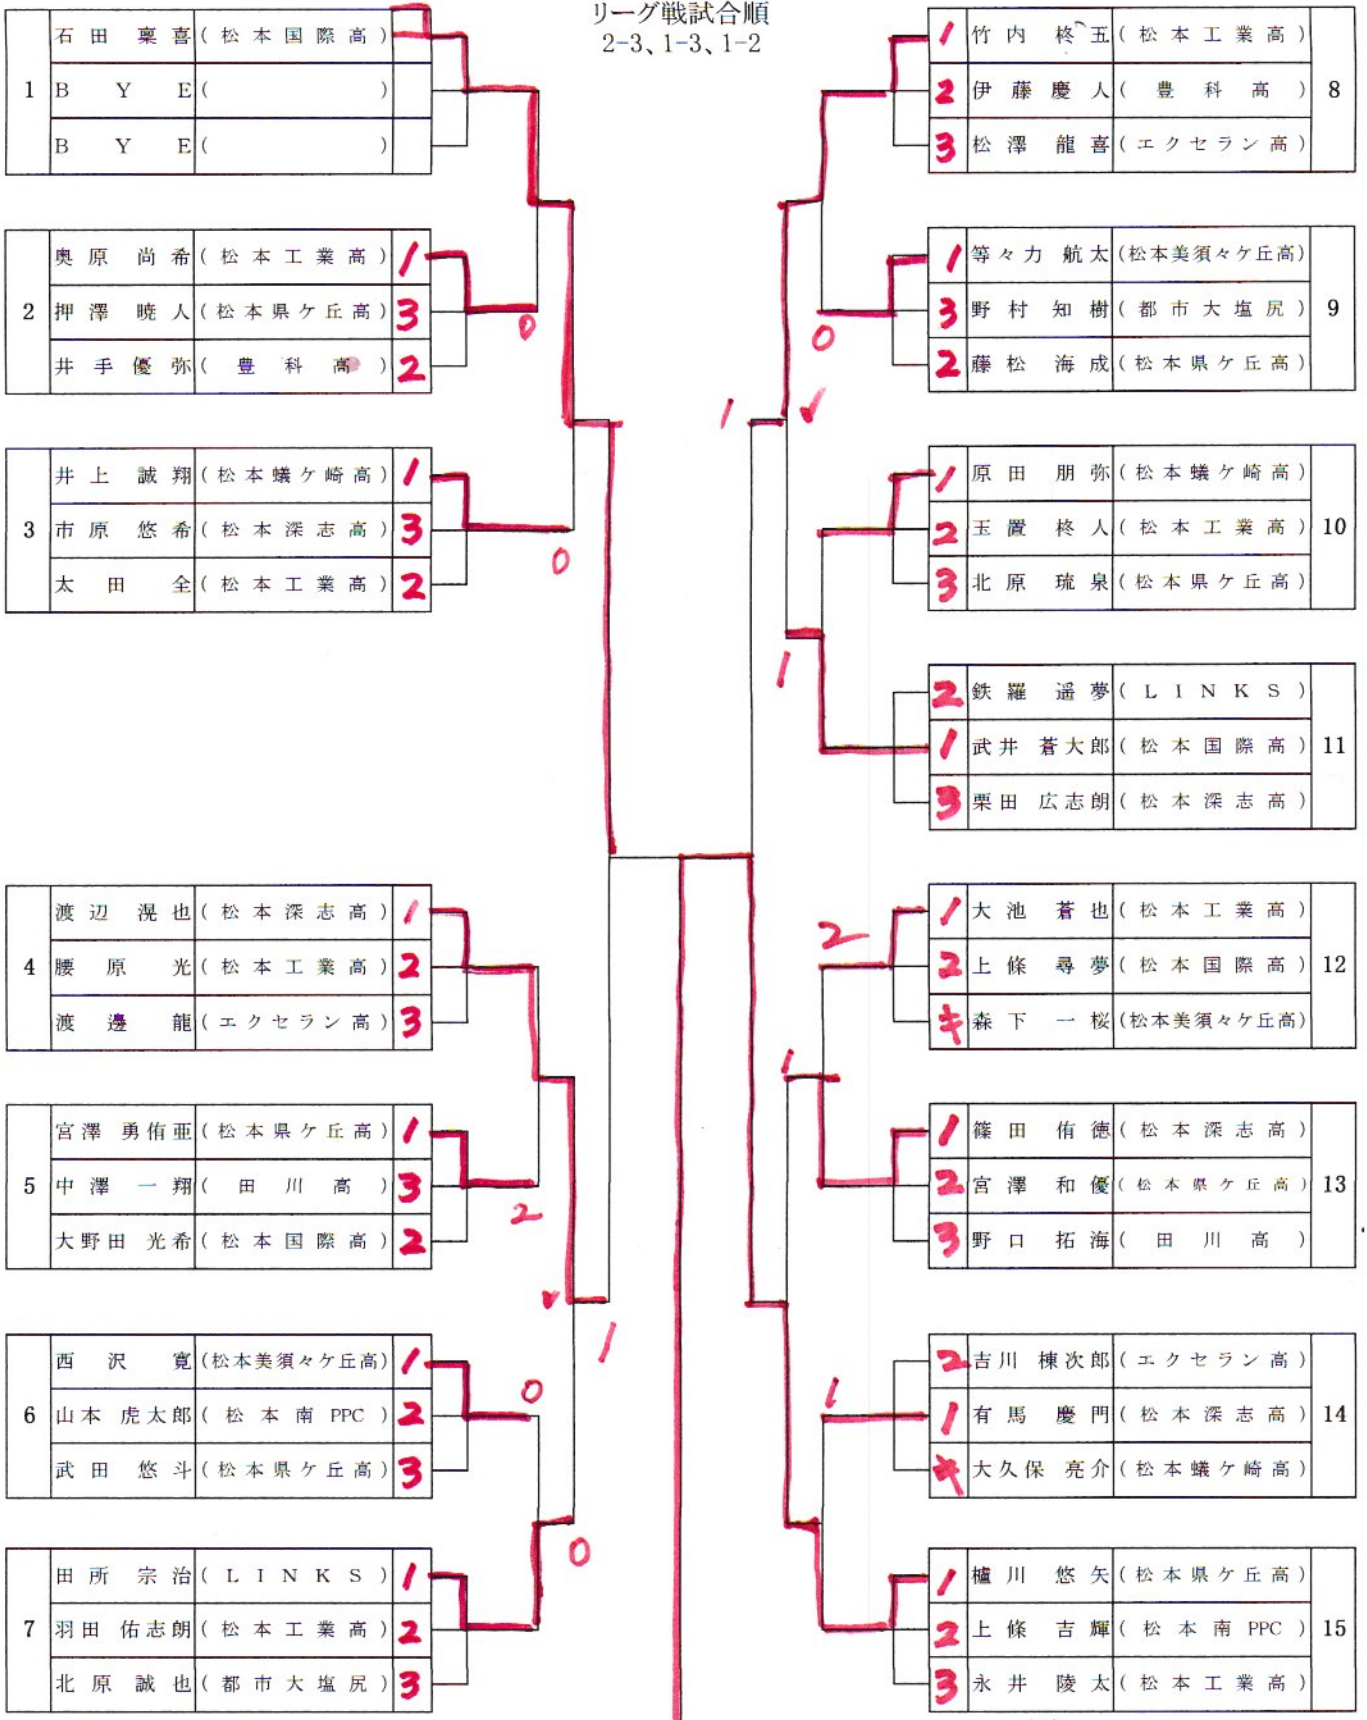 リーグ戦試合順
2-3、1-3、1-2
1
石田 稟喜(松本国際高)
BYE( )
BYE( )
2
奥原 尚希(松本工業高) 1
押澤 暁人(松本県ケ丘高) 3
井手 優弥(豊科高) 2
0
3
井上 誠翔(松本蟻ケ崎高) 1
市原 悠希(松本深志高) 3
太田 全(松本工業高) 2
0
4
渡辺 滉也(松本深志高) 1
腰原 光(松本工業高) 2
渡邊 龍(エクセラン高) 3
5
宮澤 勇侑亜(松本県ケ丘高) 1
中澤 一翔(田川高) 3
大野田 光希(松本国際高) 2
2
1
6
西沢 寛(松本美須々ケ丘高) 1
山本 虎太郎(松本南PPC) 2
武田 悠斗(松本県ケ丘高) 3
0
0
7
田所 宗治(LINKS) 1
羽田 佑志朗(松本工業高) 2
北原 誠也(都市大塩尻) 3
8
1 竹内 柊玉(松本工業高)
2 伊藤 慶人(豊科高)
3 松澤 龍喜(エクセラン高)
9
1 等々力 航太(松本美須々ケ丘高)
3 野村 知樹(都市大塩尻)
2 藤松 海成(松本県ケ丘高)
0
1
10
1 原田 朋弥(松本蟻ケ崎高)
2 玉置 柊人(松本工業高)
3 北原 琉泉(松本県ケ丘高)
1
11
2 鉄羅 遥夢(LINKS)
1 武井 蒼大郎(松本国際高)
3 栗田 広志朗(松本深志高)
12
1 大池 蒼也(松本工業高)
2 上條 尋夢(松本国際高)
キ 森下 一桜(松本美須々ケ丘高)
2
1
13
1 篠田 侑徳(松本深志高)
2 宮澤 和優(松本県ケ丘高)
3 野口 拓海(田川高)
14
2 吉川 棟次郎(エクセラン高)
1 有馬 慶門(松本深志高)
キ 大久保 亮介(松本蟻ケ崎高)
1
15
1 櫨川 悠矢(松本県ケ丘高)
2 上條 吉輝(松本南PPC)
3 永井 陵太(松本工業高)